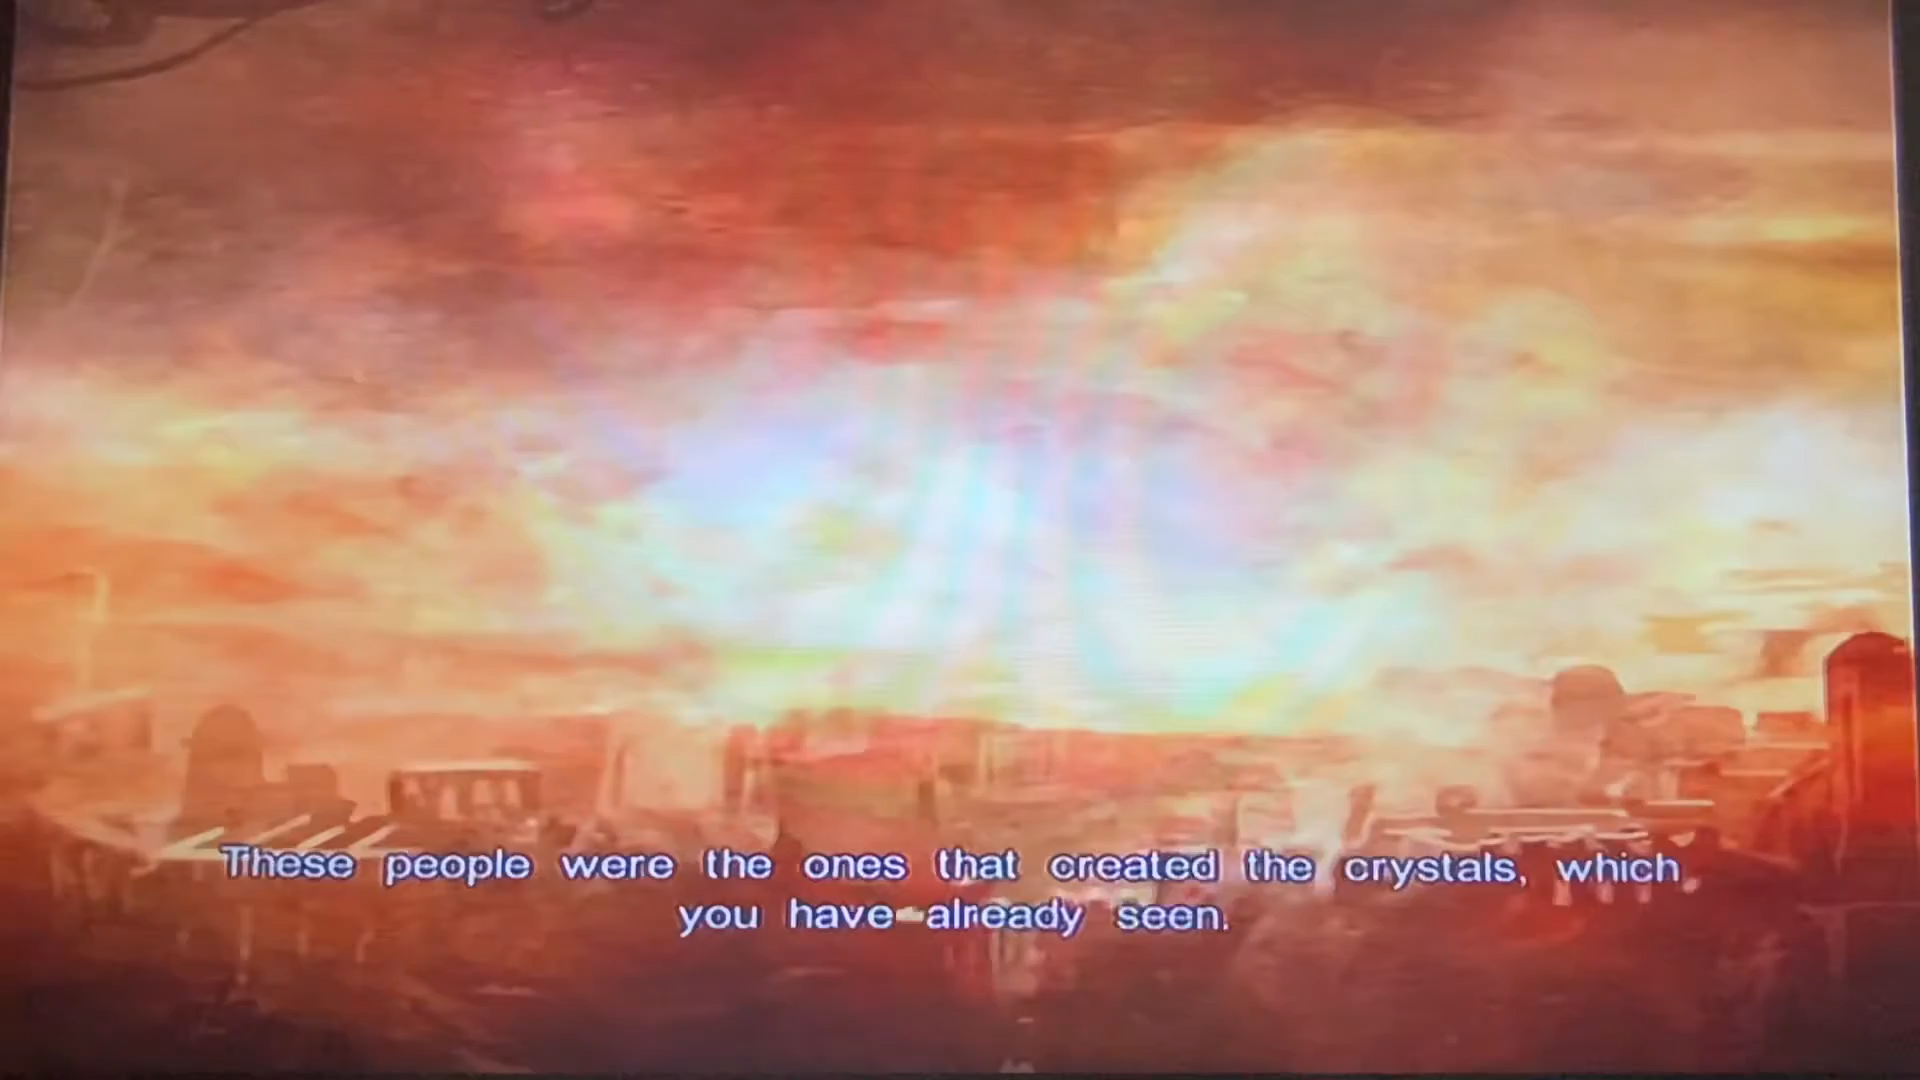 These people were the ones that created the crystals, which
you have already seen.